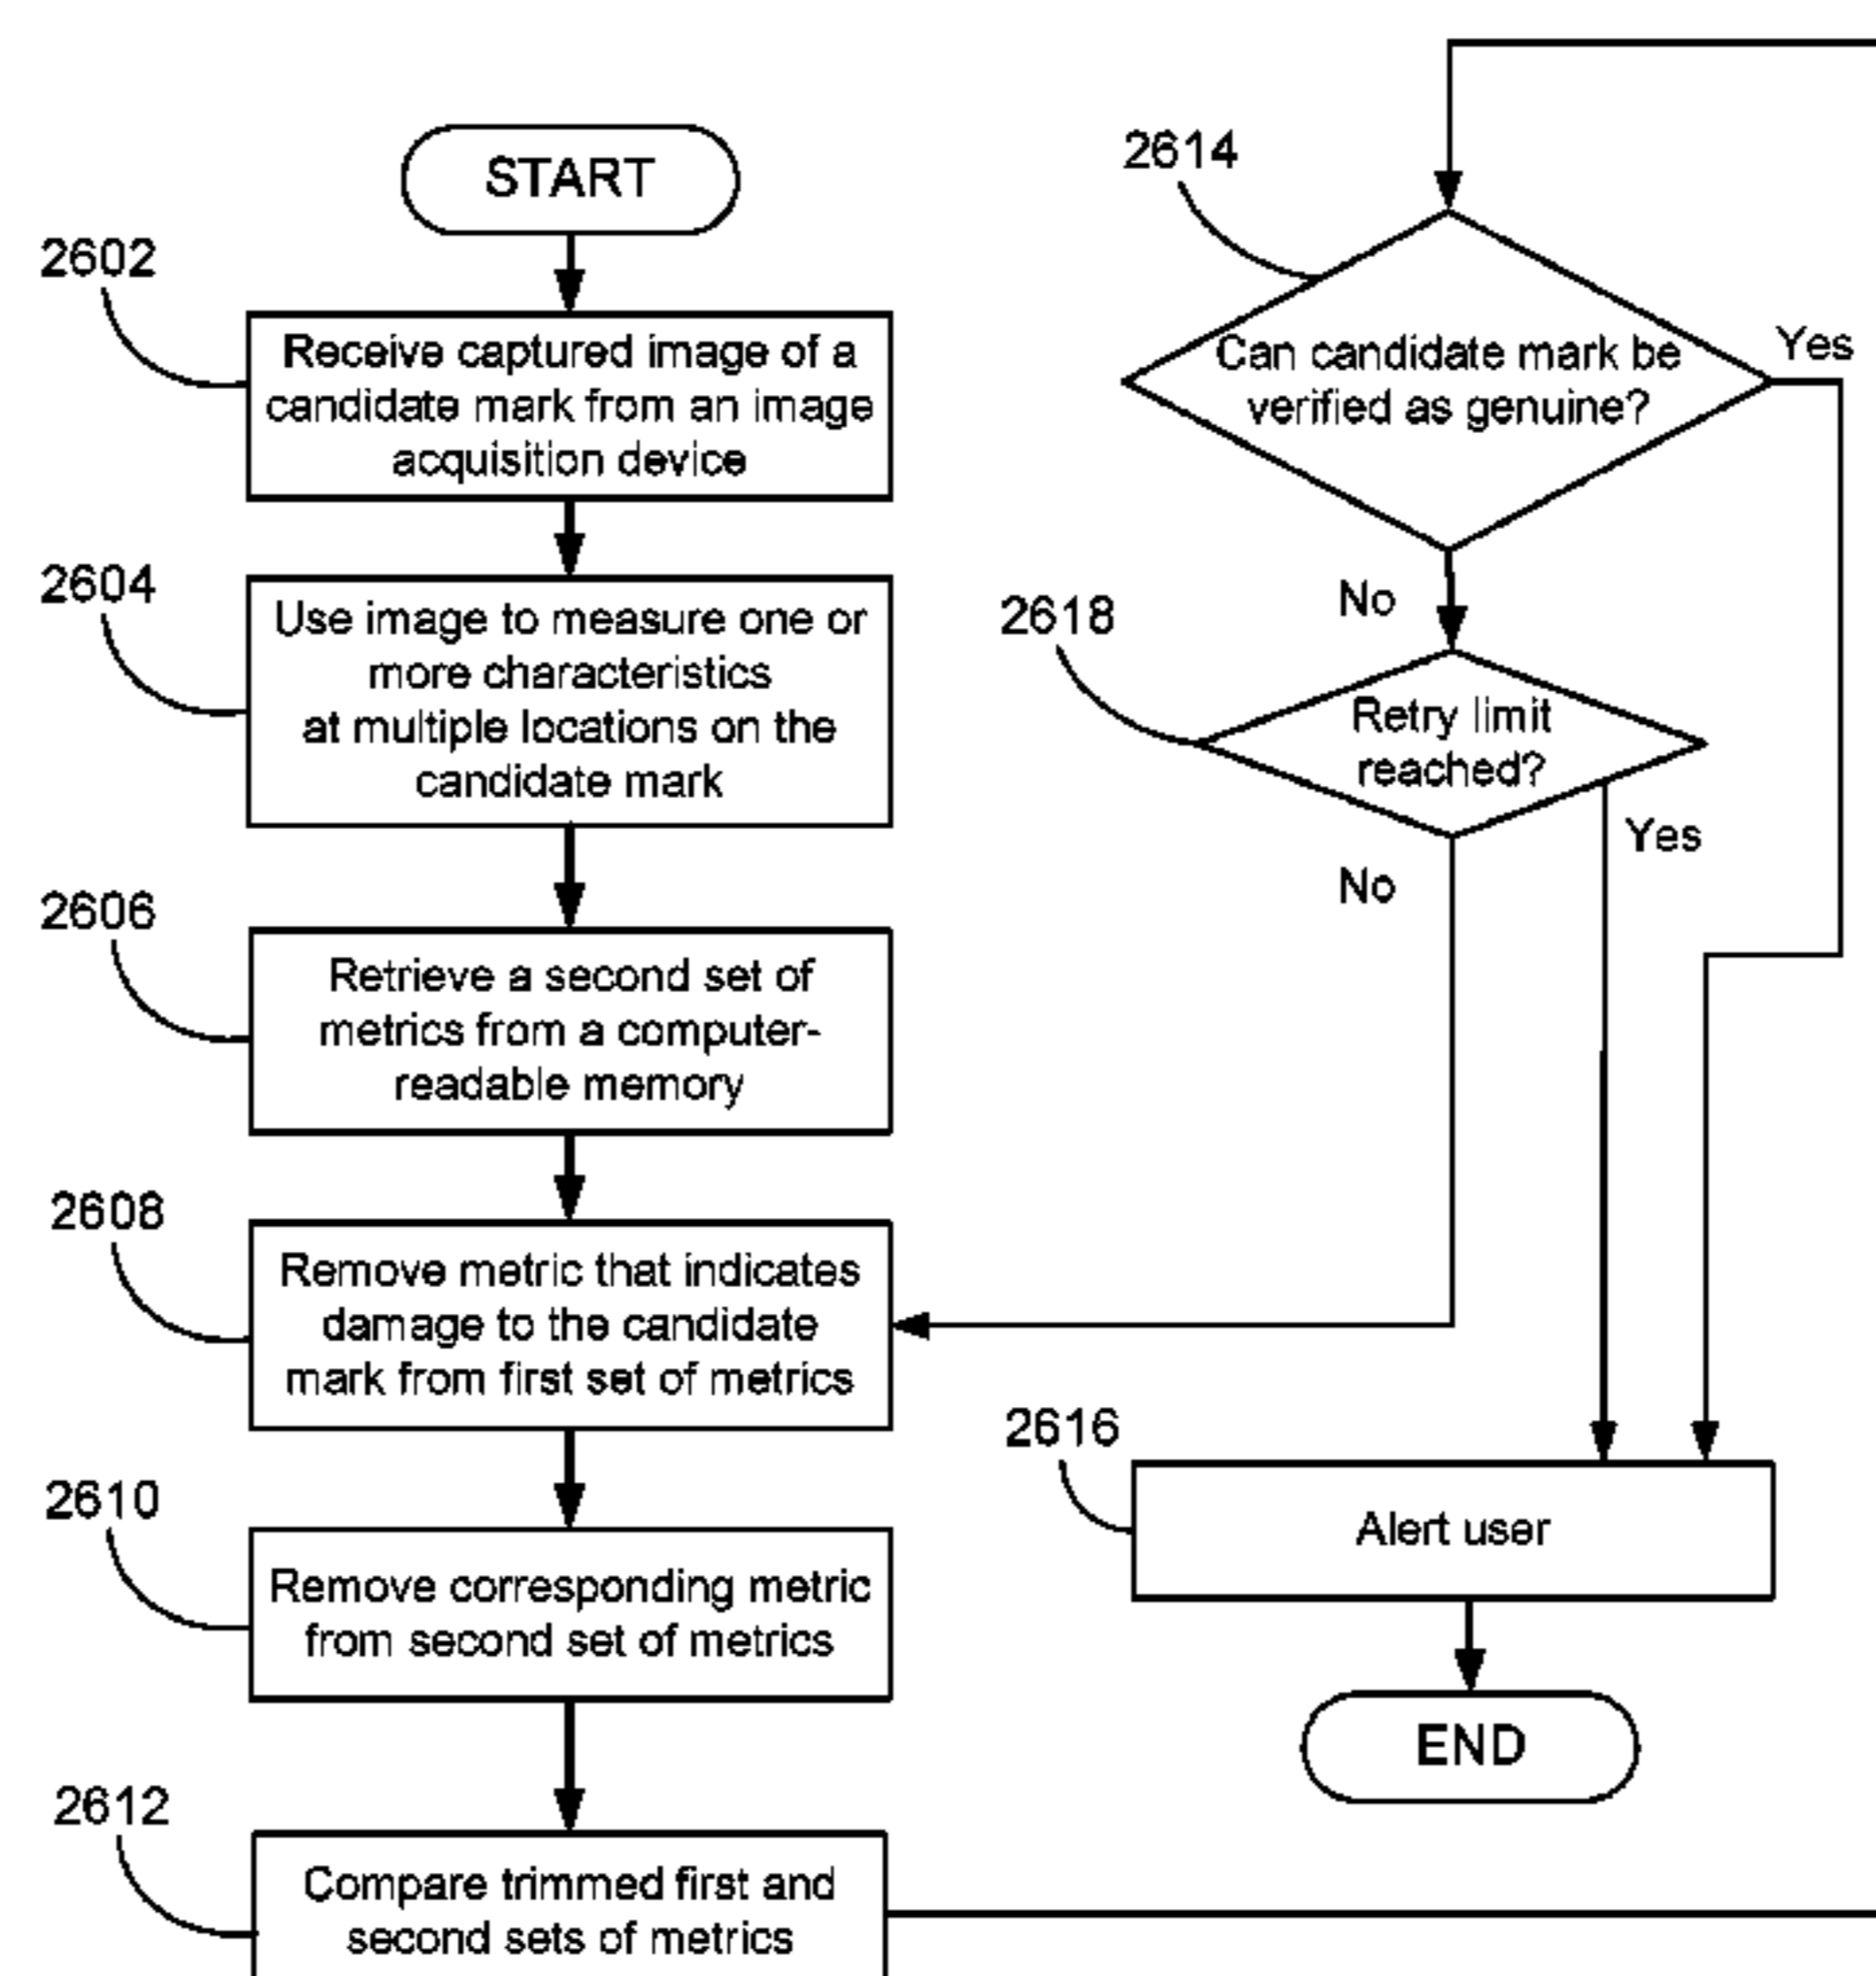 START
2602
Receive captured image of a
candidate mark from an image
acquisition device
2604
Use image to measure one or
more characteristics
at multiple locations on the
candidate mark
2606
Retrieve a second set of
metrics from a computer-
readable memory
2608
Remove metric that indicates
damage to the candidate
mark from first set of metrics
2610
Remove corresponding metric
from second set of metrics
2612
Compare trimmed first and
second sets of metrics
2614
Can candidate mark be
verified as genuine?
Yes
No
2618
Retry limit
reached?
Yes
No
2616
Alert user
END